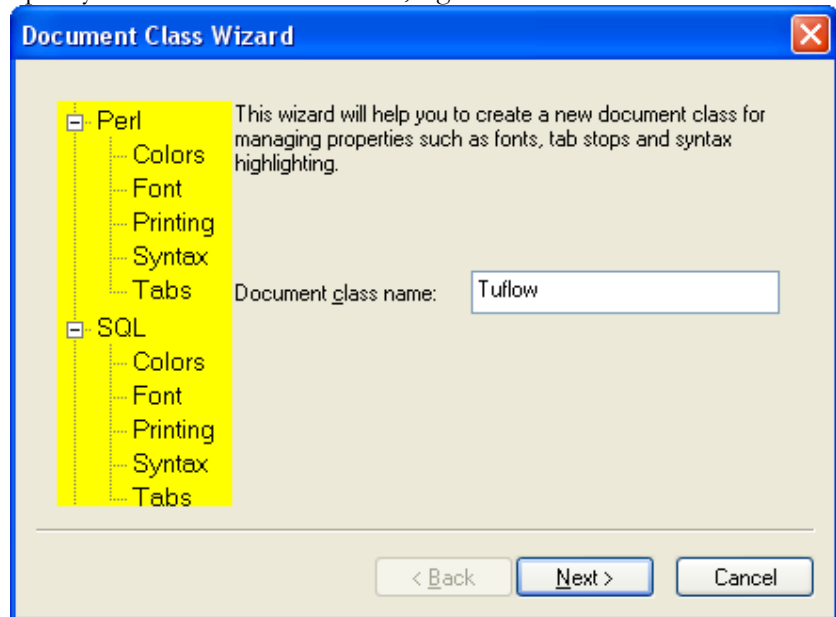 Document Class Wizard
Perl
Colors
Font
Printing
Syntax
Tabs
SQL
Colors
Font
Printing
Syntax
Tabs
This wizard will help you to create a new document class for
managing properties such as fonts, tab stops and syntax
highlighting.
Document class name: Tuflow
< Back Next > Cancel